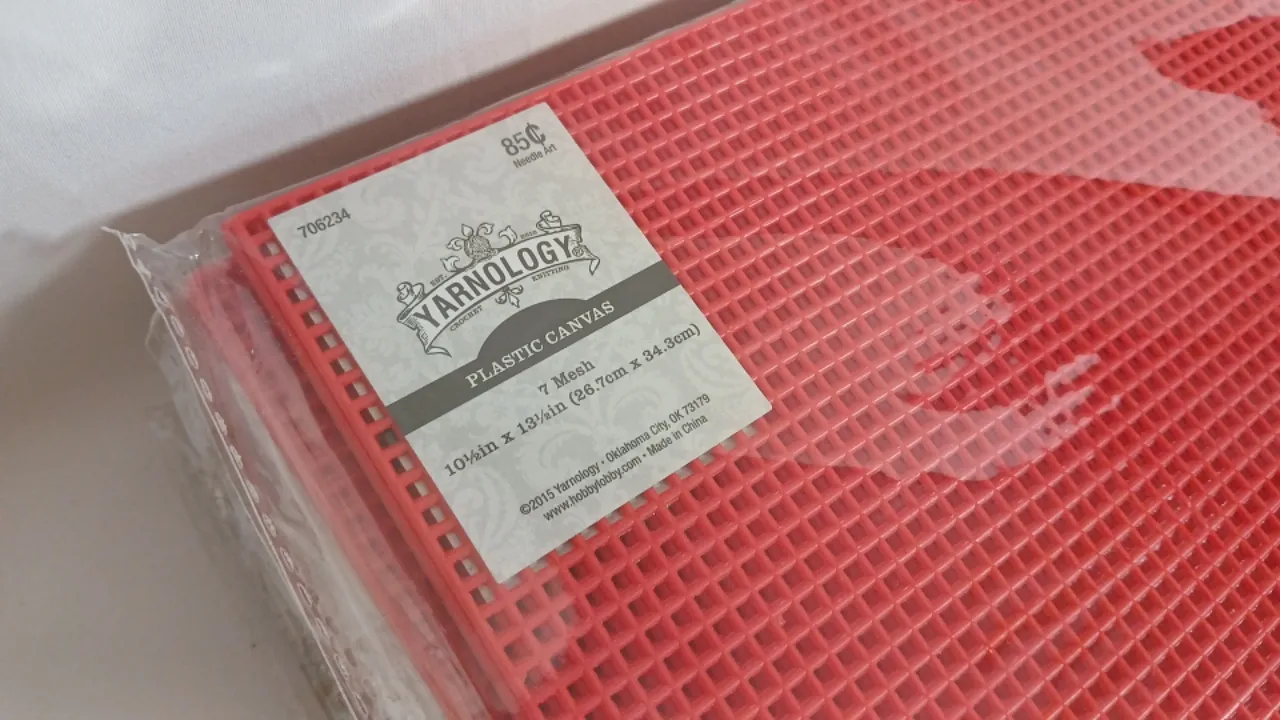 85¢
Needle Art
706234
EST. 2015
YARNOLOGY®
CROCHET KNITTING
PLASTIC CANVAS
7 Mesh
10½in x 13½in (26.7cm x 34.3cm)
©2015 Yarnology • Oklahoma City, OK 73179
www.hobbylobby.com • Made in China